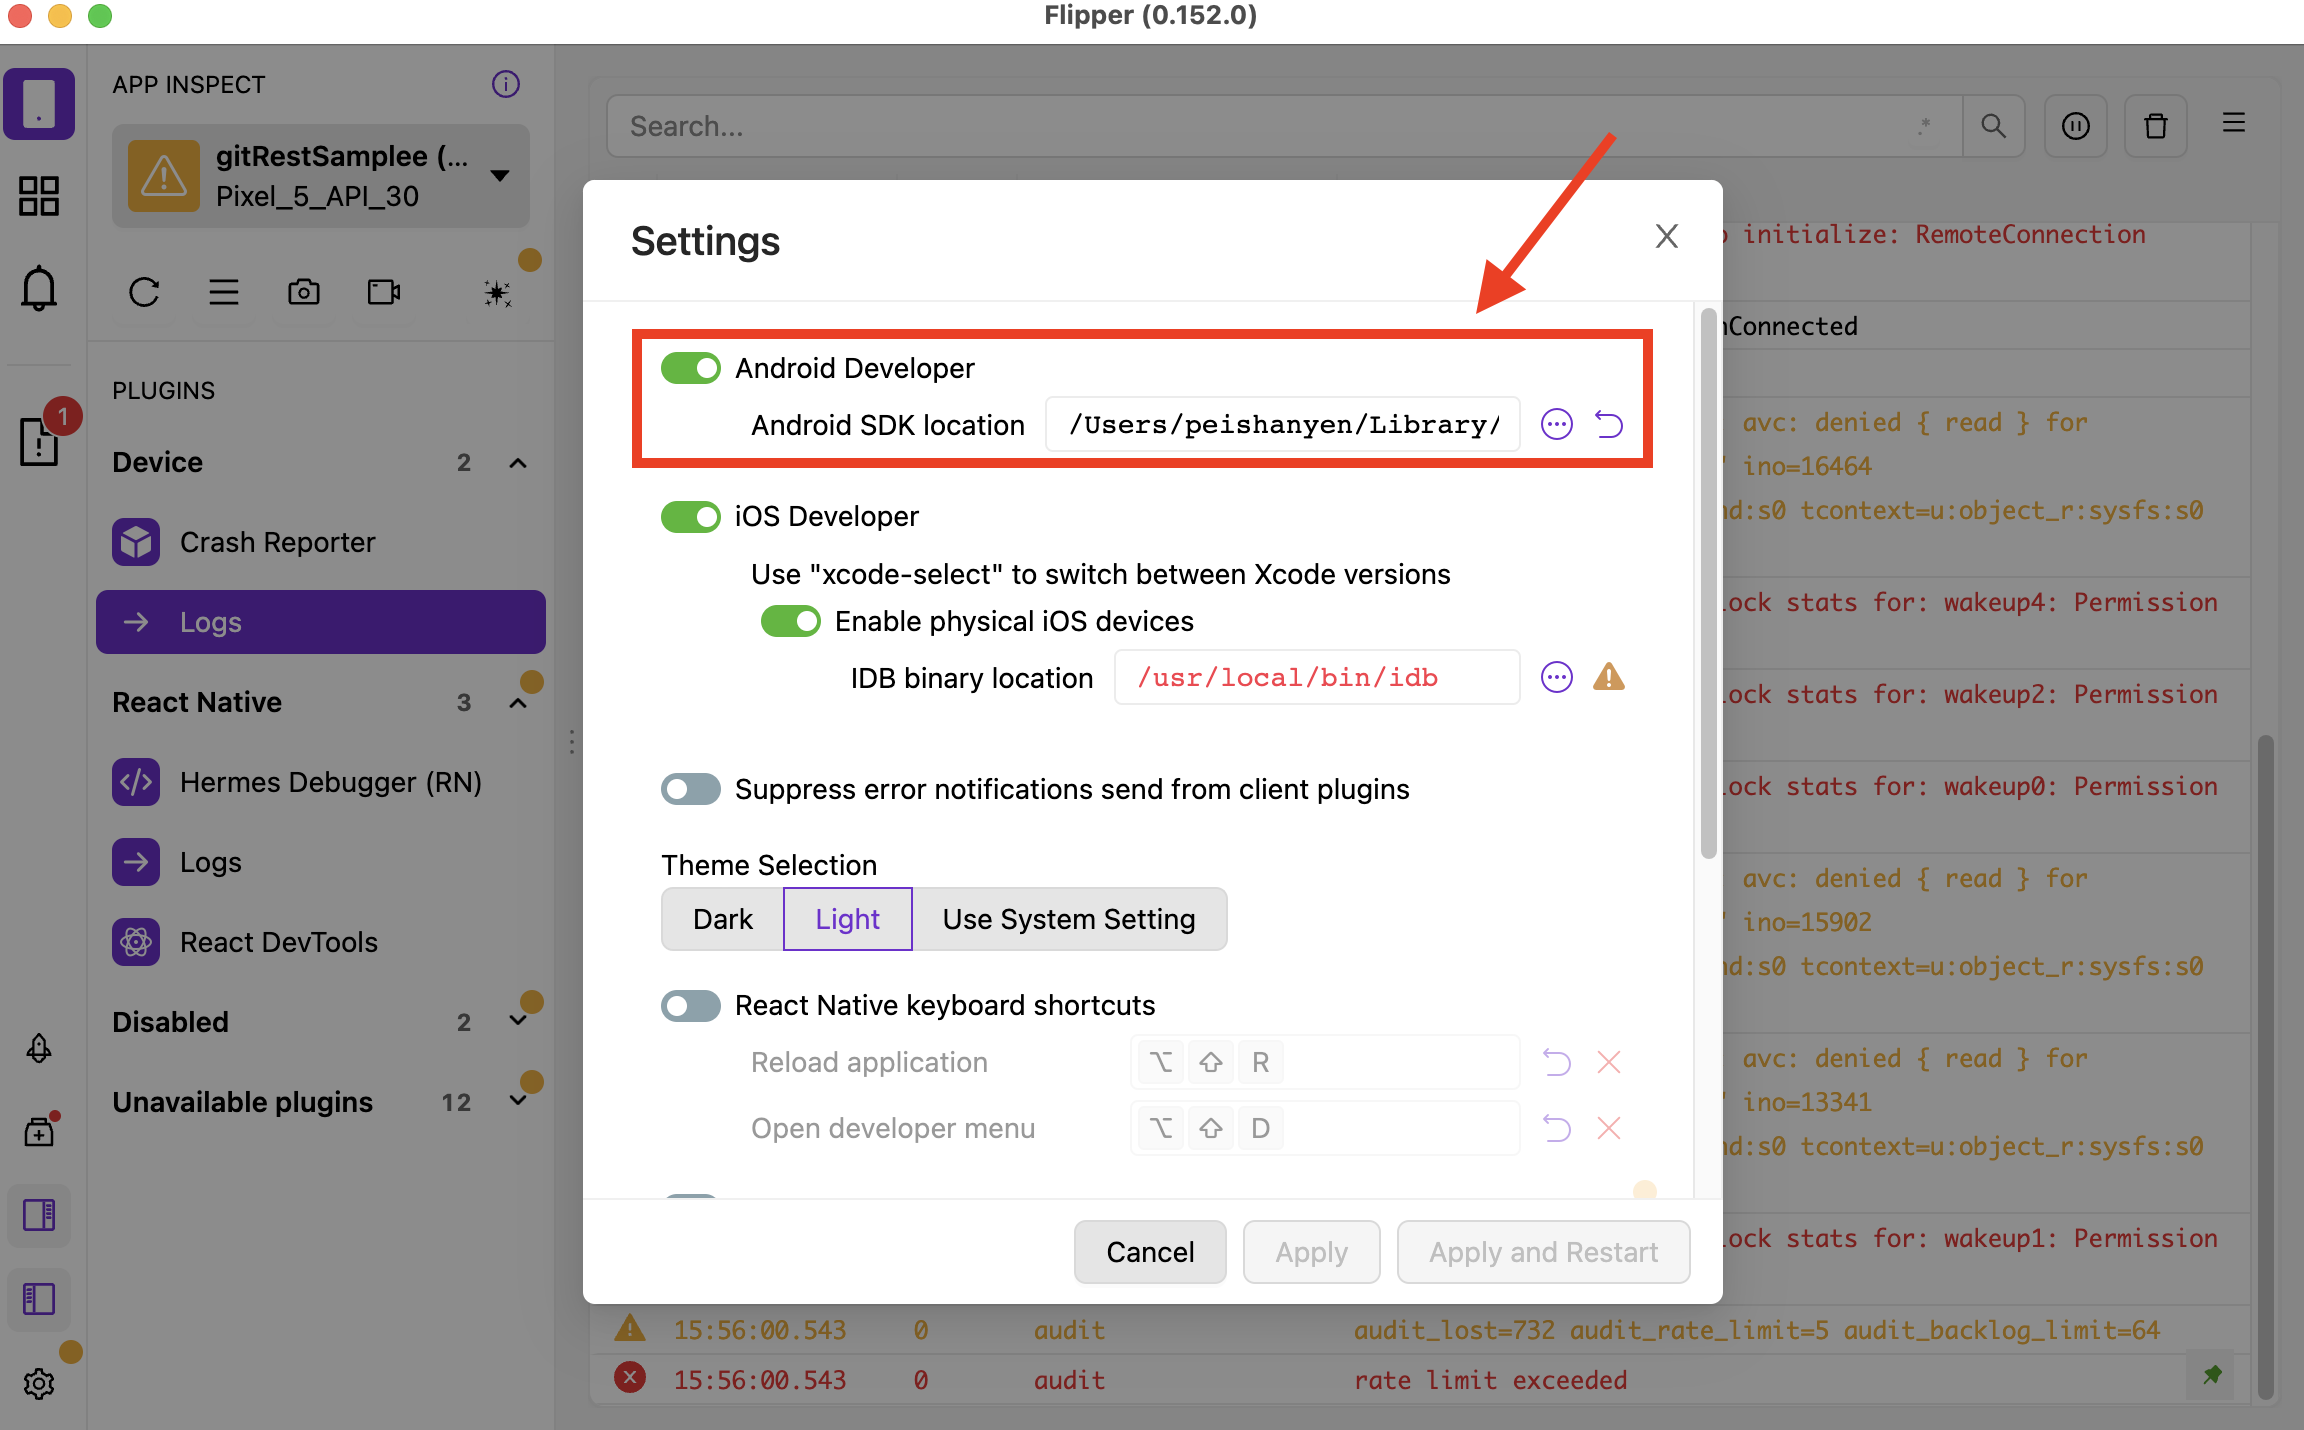 Flipper (0.152.0)
APP INSPECT
gitRestSamplee (...
Pixel_5_API_30
1
PLUGINS
Device 2
Crash Reporter
Logs
React Native 3
Hermes Debugger (RN)
Logs
React DevTools
Disabled 2
Unavailable plugins 12
Search...
.*
initialize: RemoteConnection
Connected
avc: denied { read } for
ino=16464
d:s0 tcontext=u:object_r:sysfs:s0
ock stats for: wakeup4: Permission
ock stats for: wakeup2: Permission
ock stats for: wakeup0: Permission
avc: denied { read } for
ino=15902
d:s0 tcontext=u:object_r:sysfs:s0
avc: denied { read } for
ino=13341
d:s0 tcontext=u:object_r:sysfs:s0
ock stats for: wakeup1: Permission
Settings
X
Android Developer
Android SDK location /Users/peishanyen/Library/
iOS Developer
Use "xcode-select" to switch between Xcode versions
Enable physical iOS devices
IDB binary location /usr/local/bin/idb
Suppress error notifications send from client plugins
Theme Selection
Dark Light Use System Setting
React Native keyboard shortcuts
Reload application ⌥ ⇧ R
Open developer menu ⌥ ⇧ D
Cancel Apply Apply and Restart
15:56:00.543 0 audit audit_lost=732 audit_rate_limit=5 audit_backlog_limit=64
15:56:00.543 0 audit rate limit exceeded